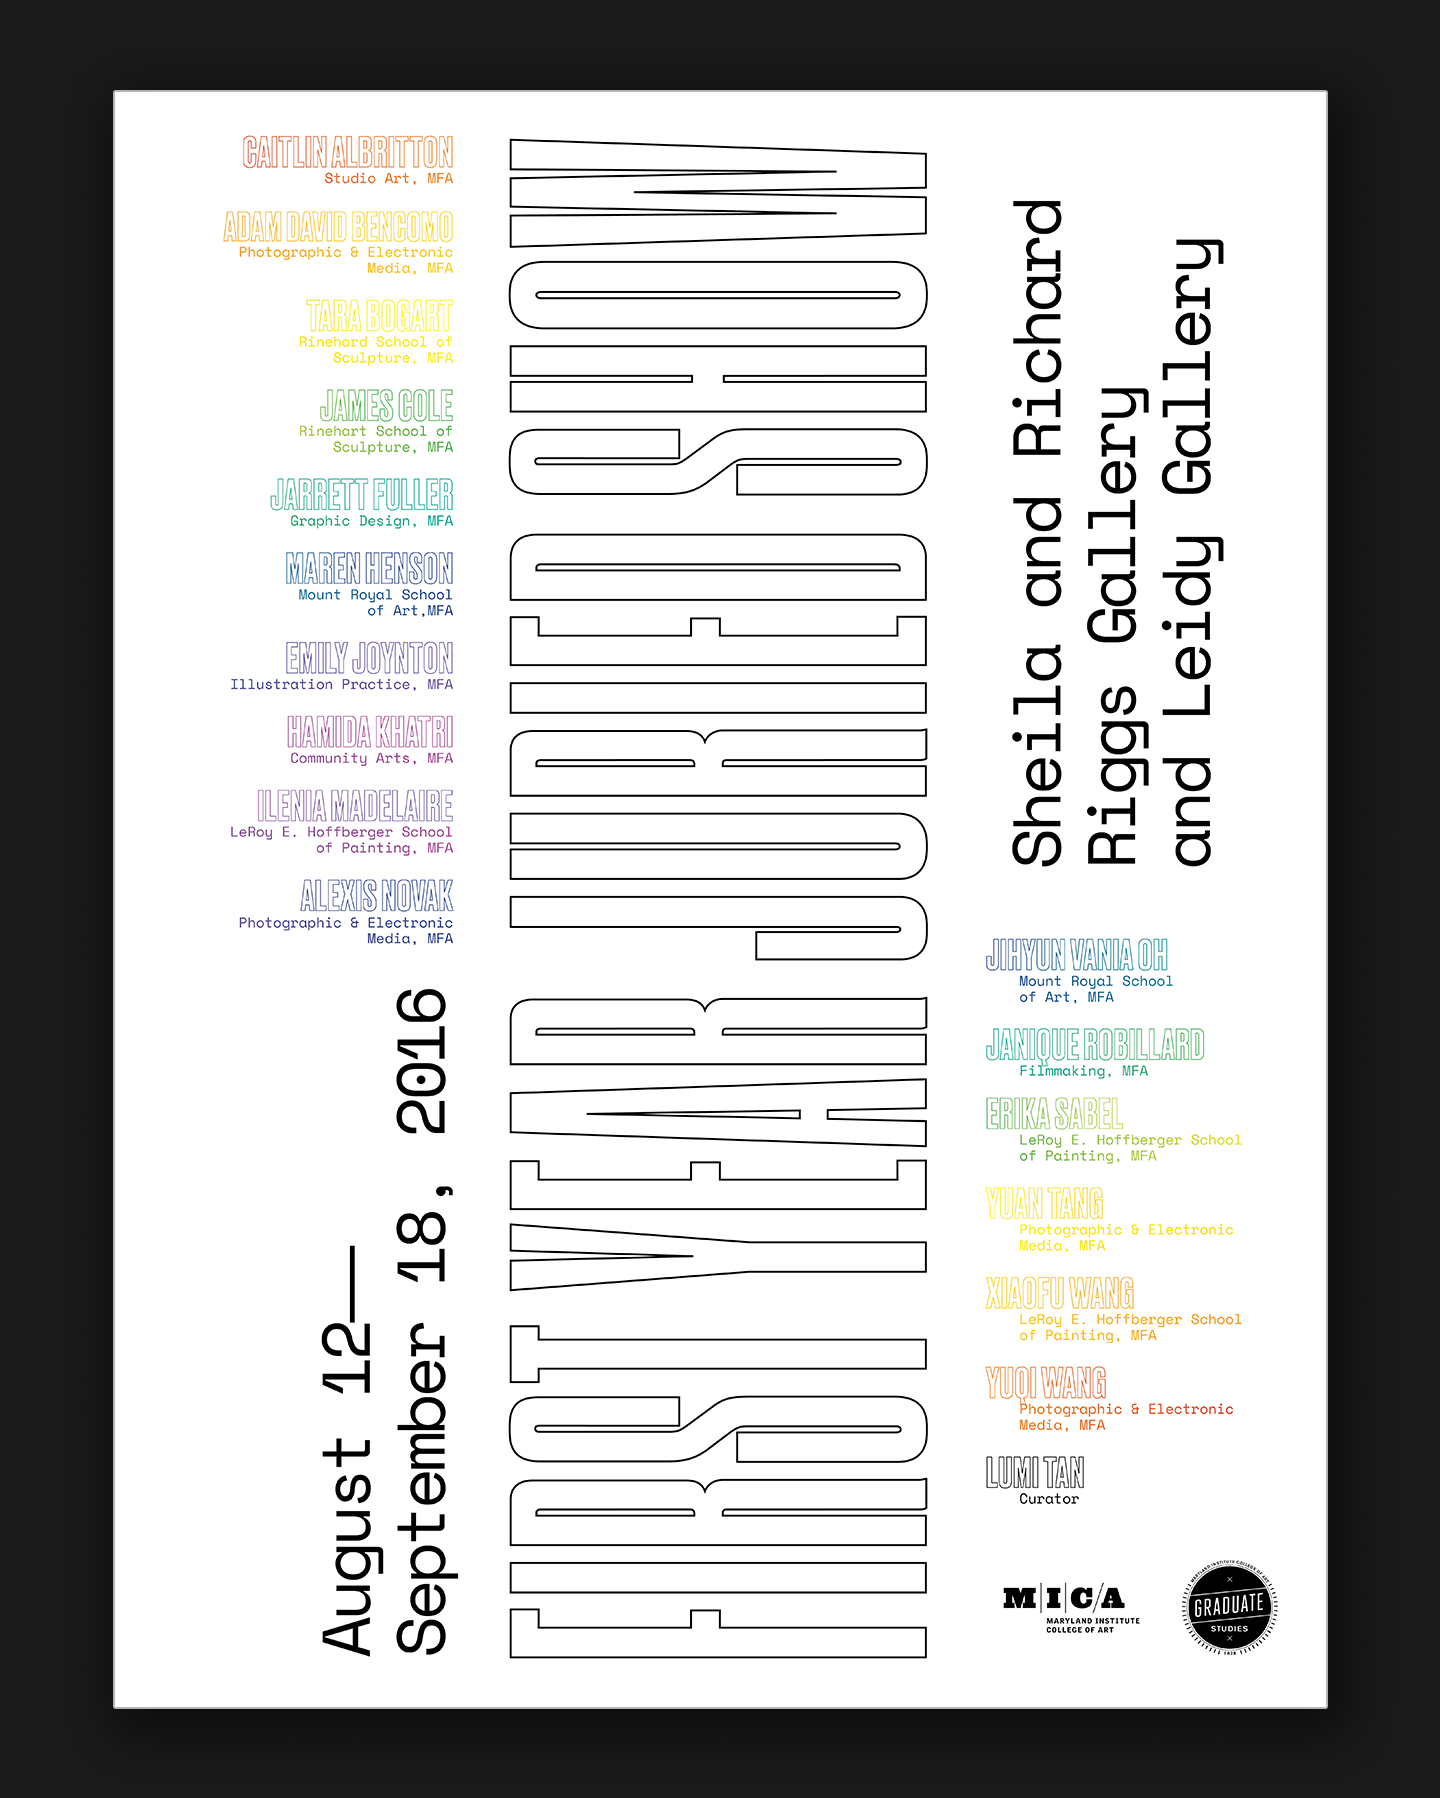 CAITLIN ALBRITTON
Studio Art, MFA
ADAM DAVID BENCOMO
Photographic & Electronic
Media, MFA
TARA BOGART
Rinehard School of
Sculpture, MFA
JAMES COLE
Rinehart School of
Sculpture, MFA
JARRETT FULLER
Graphic Design, MFA
MAREN HENSON
Mount Royal School
of Art,MFA
EMILY JOYNTON
Illustration Practice, MFA
HAMIDA KHATRI
Community Arts, MFA
ILENIA MADELAIRE
LeRoy E. Hoffberger School
of Painting, MFA
ALEXIS NOVAK
Photographic & Electronic
Media, MFA
August 12—
September 18, 2016
FIRST YEAR JURIED SHOW
Sheila and Richard
Riggs Gallery
and Leidy Gallery
JIHYUN VANIA OH
Mount Royal School
of Art, MFA
JANIQUE ROBILLARD
Filmmaking, MFA
ERIKA SABEL
LeRoy E. Hoffberger School
of Painting, MFA
YUAN TANG
Photographic & Electronic
Media, MFA
XIAOFU WANG
LeRoy E. Hoffberger School
of Painting, MFA
YUQI WANG
Photographic & Electronic
Media, MFA
LUMI TAN
Curator
MICA
MARYLAND INSTITUTE
COLLEGE OF ART
MARYLAND INSTITUTE COLLEGE OF ART
GRADUATE
STUDIES